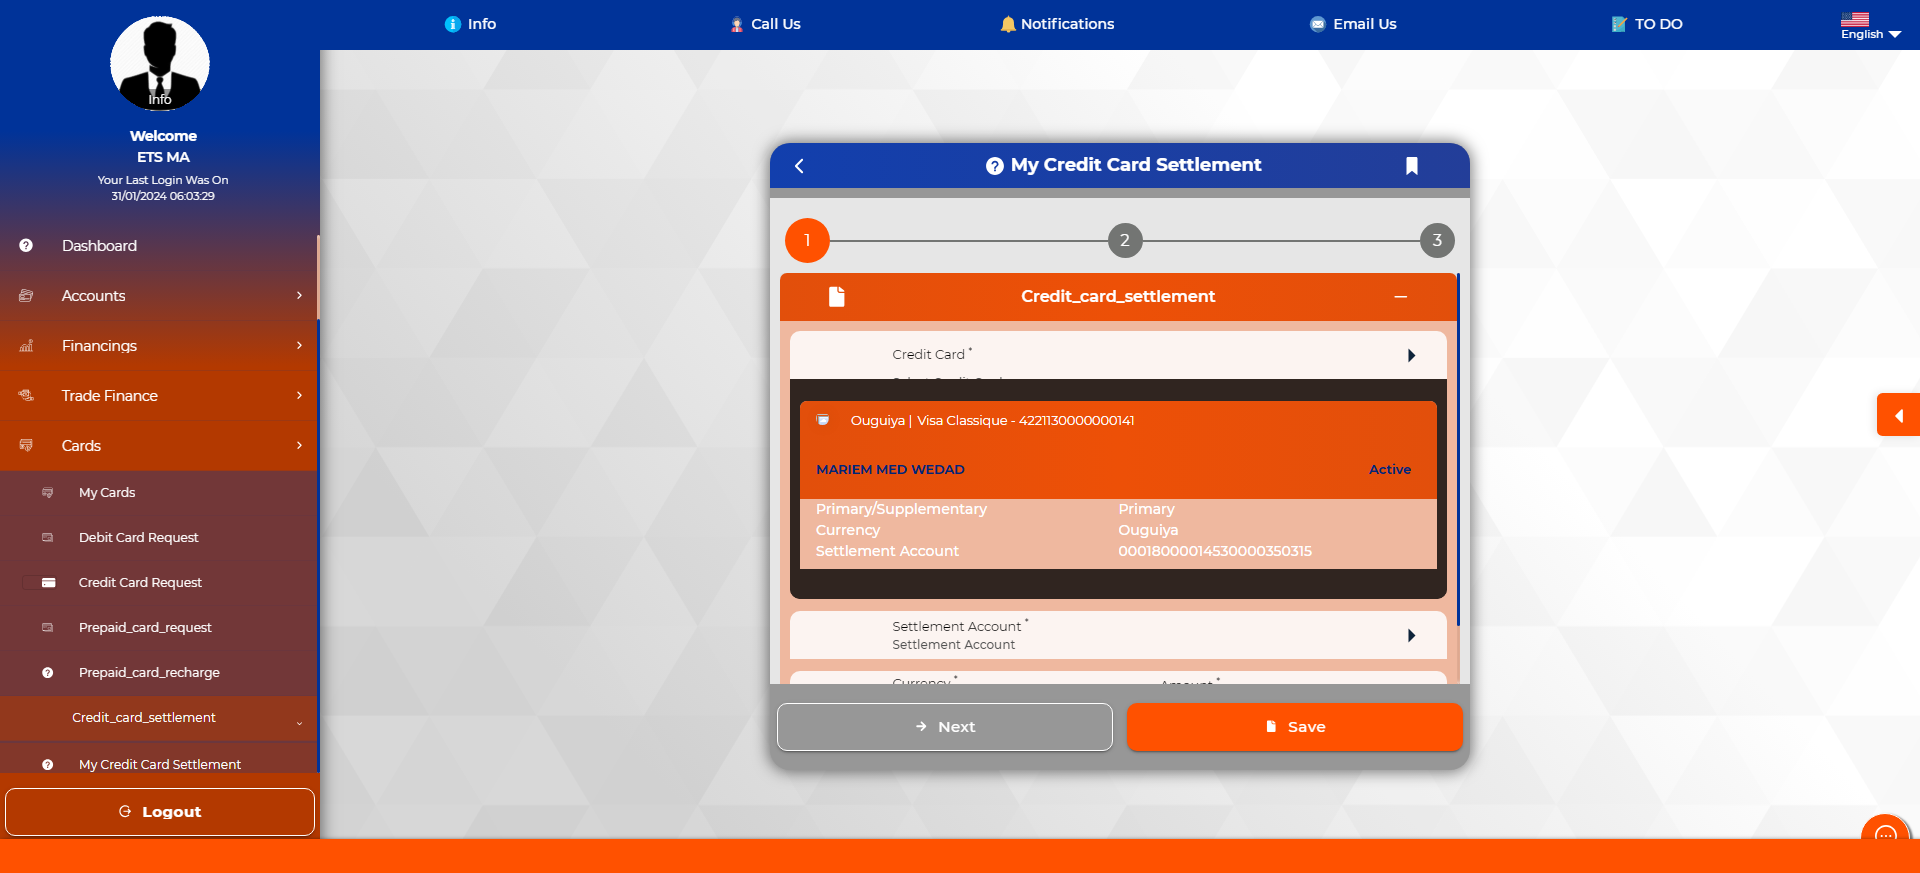 Info
Call Us
Notifications
Email Us
TO DO
English
Info
Welcome
ETS MA
Your Last Login Was On
31/01/2024 06:03:29
Dashboard
Accounts
Financings
Trade Finance
Cards
My Cards
Debit Card Request
Credit Card Request
Prepaid_card_request
Prepaid_card_recharge
Credit_card_settlement
My Credit Card Settlement
Logout
My Credit Card Settlement
1 2 3
Credit_card_settlement
Credit Card *
Ouguiya | Visa Classique - 4221130000000141
MARIEM MED WEDAD Active
Primary/Supplementary Primary
Currency Ouguiya
Settlement Account 00018000014530000350315
Settlement Account *
Settlement Account
Currency * Amount *
Next
Save